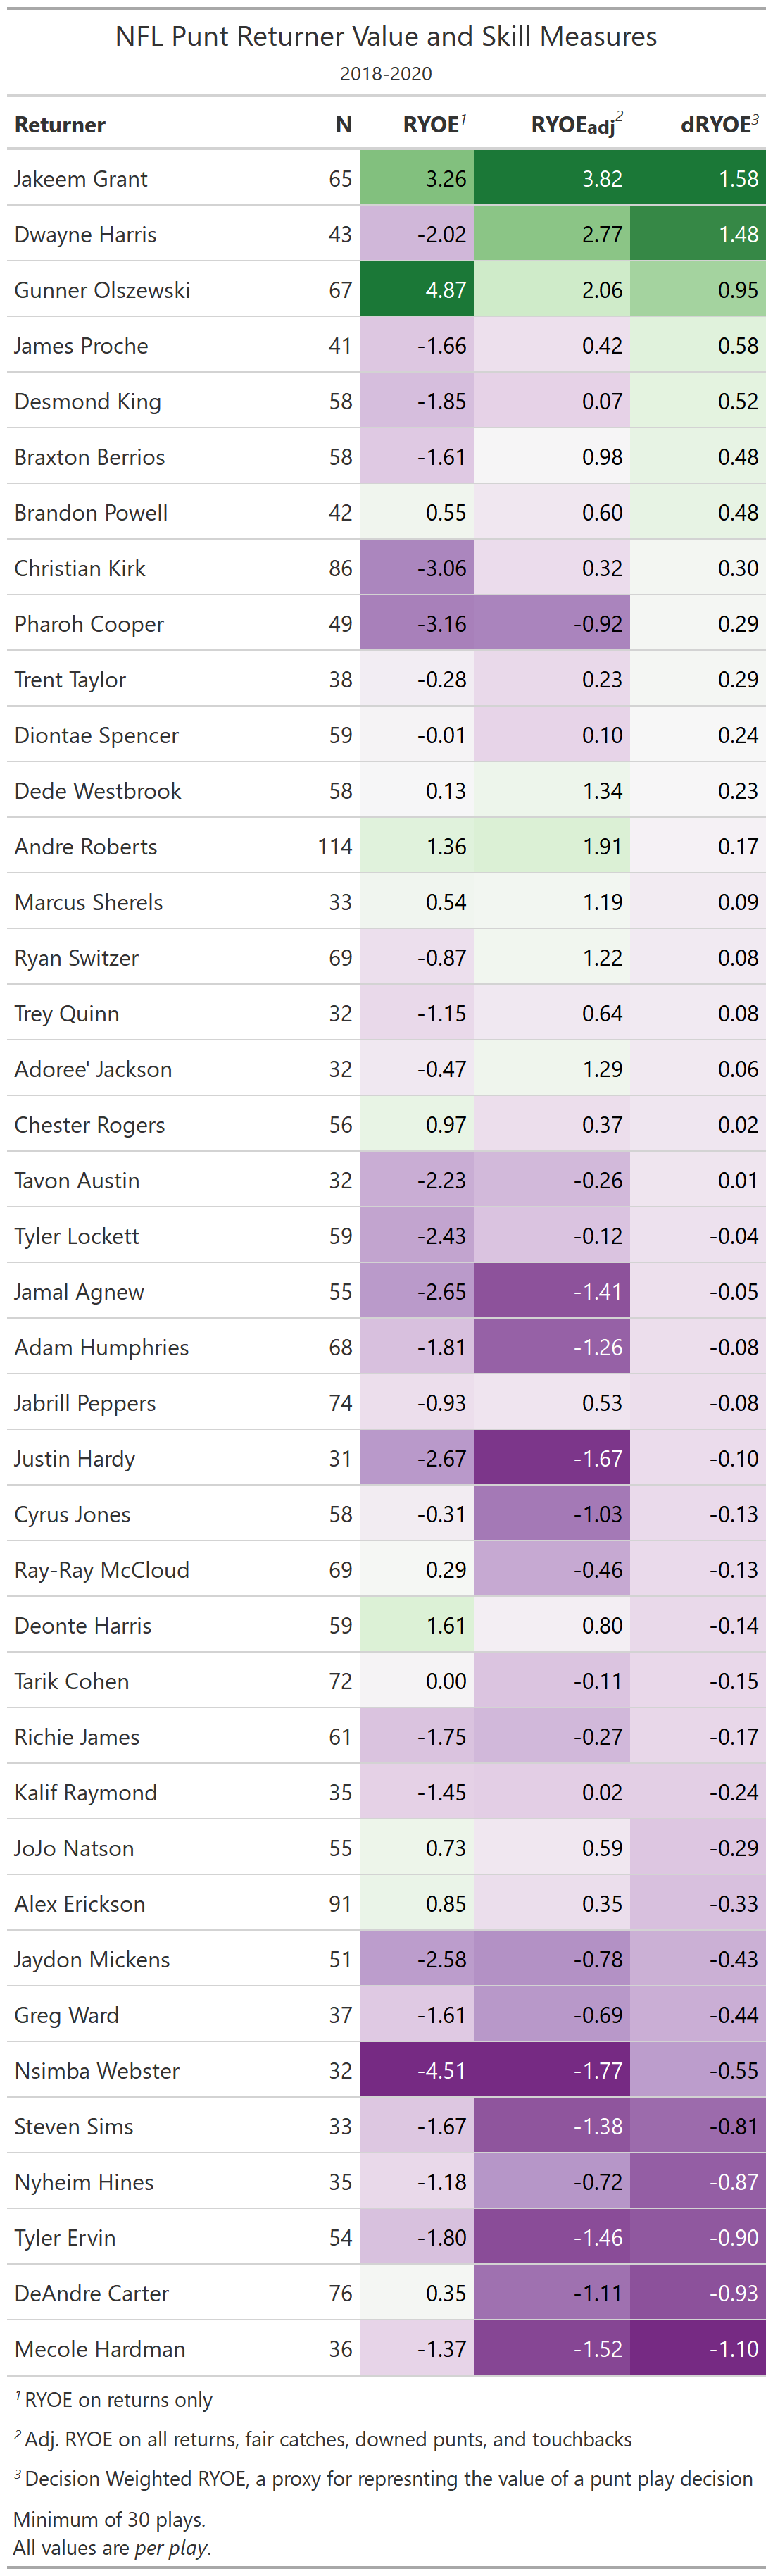 NFL Punt Returner Value and Skill Measures
2018-2020
Returner N RYOE1 RYOEadj2 dRYOE3
Jakeem Grant 65 3.26 3.82 1.58
Dwayne Harris 43 -2.02 2.77 1.48
Gunner Olszewski 67 4.87 2.06 0.95
James Proche 41 -1.66 0.42 0.58
Desmond King 58 -1.85 0.07 0.52
Braxton Berrios 58 -1.61 0.98 0.48
Brandon Powell 42 0.55 0.60 0.48
Christian Kirk 86 -3.06 0.32 0.30
Pharoh Cooper 49 -3.16 -0.92 0.29
Trent Taylor 38 -0.28 0.23 0.29
Diontae Spencer 59 -0.01 0.10 0.24
Dede Westbrook 58 0.13 1.34 0.23
Andre Roberts 114 1.36 1.91 0.17
Marcus Sherels 33 0.54 1.19 0.09
Ryan Switzer 69 -0.87 1.22 0.08
Trey Quinn 32 -1.15 0.64 0.08
Adoree' Jackson 32 -0.47 1.29 0.06
Chester Rogers 56 0.97 0.37 0.02
Tavon Austin 32 -2.23 -0.26 0.01
Tyler Lockett 59 -2.43 -0.12 -0.04
Jamal Agnew 55 -2.65 -1.41 -0.05
Adam Humphries 68 -1.81 -1.26 -0.08
Jabrill Peppers 74 -0.93 0.53 -0.08
Justin Hardy 31 -2.67 -1.67 -0.10
Cyrus Jones 58 -0.31 -1.03 -0.13
Ray-Ray McCloud 69 0.29 -0.46 -0.13
Deonte Harris 59 1.61 0.80 -0.14
Tarik Cohen 72 0.00 -0.11 -0.15
Richie James 61 -1.75 -0.27 -0.17
Kalif Raymond 35 -1.45 0.02 -0.24
JoJo Natson 55 0.73 0.59 -0.29
Alex Erickson 91 0.85 0.35 -0.33
Jaydon Mickens 51 -2.58 -0.78 -0.43
Greg Ward 37 -1.61 -0.69 -0.44
Nsimba Webster 32 -4.51 -1.77 -0.55
Steven Sims 33 -1.67 -1.38 -0.81
Nyheim Hines 35 -1.18 -0.72 -0.87
Tyler Ervin 54 -1.80 -1.46 -0.90
DeAndre Carter 76 0.35 -1.11 -0.93
Mecole Hardman 36 -1.37 -1.52 -1.10
1 RYOE on returns only
2 Adj. RYOE on all returns, fair catches, downed punts, and touchbacks
3 Decision Weighted RYOE, a proxy for represnting the value of a punt play decision
Minimum of 30 plays.
All values are per play.